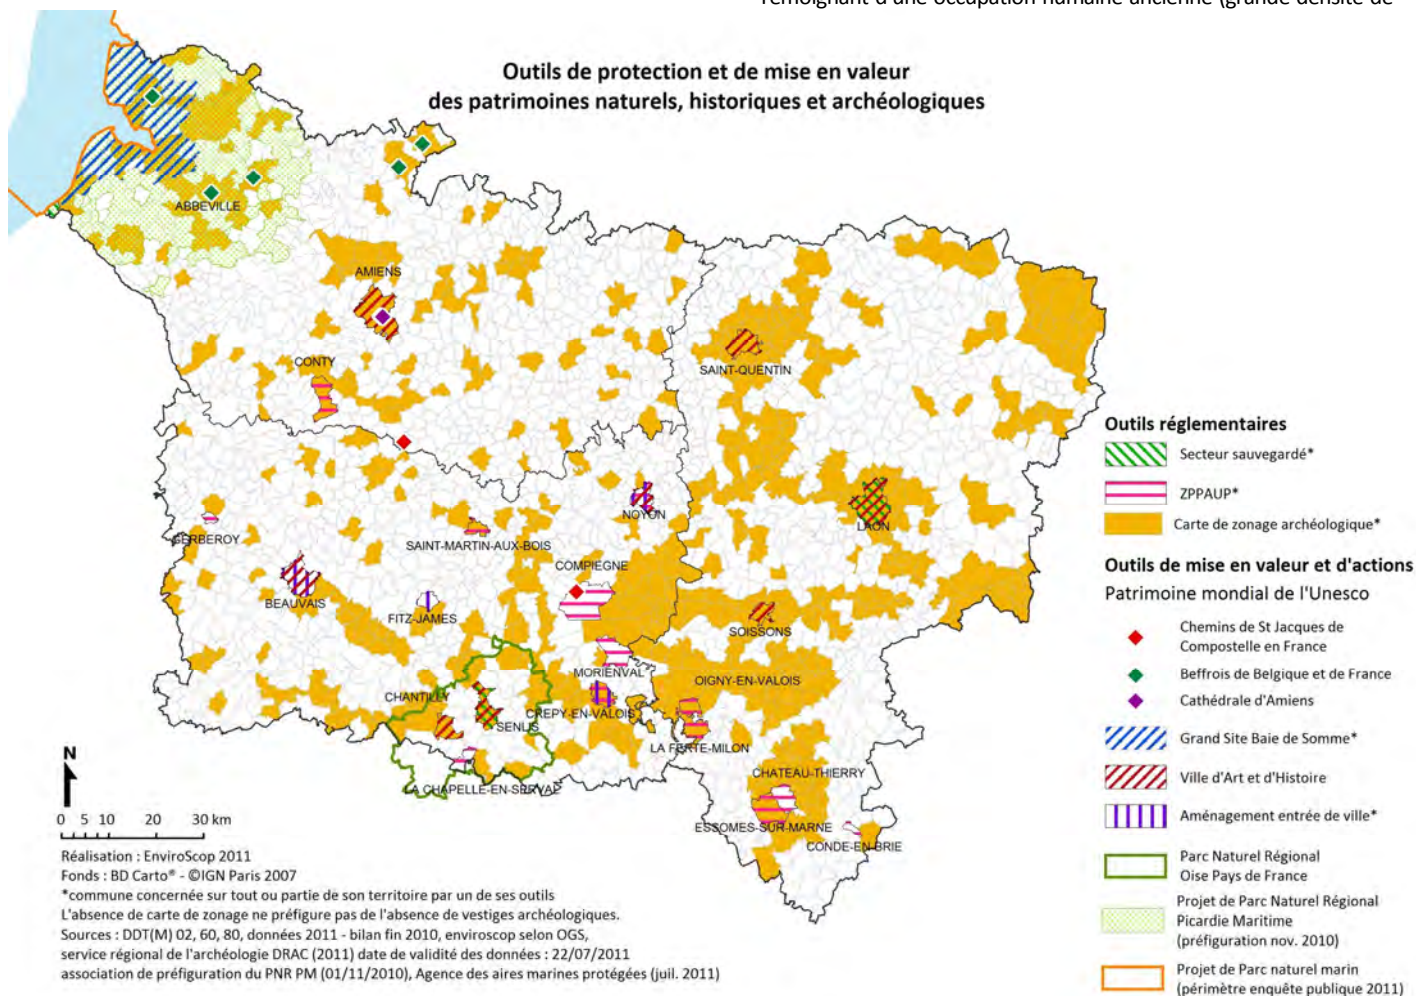 témoignant d'une occupation humaine ancienne (grande densité de
Outils de protection et de mise en valeur
des patrimoines naturels, historiques et archéologiques
ABBEVILLE
AMIENS
CONTY
SAINT-QUENTIN
NOYON
LAON
GERBEROY
SAINT-MARTIN-AUX-BOIS
COMPIEGNE
BEAUVAIS
FITZ-JAMES
SOISSONS
MORIENVAL
OIGNY-EN-VALOIS
CHANTILLY
CREPY-EN-VALOIS
SENLIS
LA FERTE-MILON
CHATEAU-THIERRY
LA CHAPELLE-EN-SERVAL
ESSOMES-SUR-MARNE
CONDE-EN-BRIE
Outils réglementaires
Secteur sauvegardé*
ZPPAUP*
Carte de zonage archéologique*
Outils de mise en valeur et d'actions
Patrimoine mondial de l'Unesco
Chemins de St Jacques de
Compostelle en France
Beffrois de Belgique et de France
Cathédrale d'Amiens
Grand Site Baie de Somme*
Ville d'Art et d'Histoire
Aménagement entrée de ville*
Parc Naturel Régional
Oise Pays de France
Projet de Parc Naturel Régional
Picardie Maritime
(préfiguration nov. 2010)
Projet de Parc naturel marin
(périmètre enquête publique 2011)
N
0 5 10 20 30 km
Réalisation : EnviroScop 2011
Fonds : BD Carto® - ©IGN Paris 2007
*commune concernée sur tout ou partie de son territoire par un de ses outils
L'absence de carte de zonage ne préfigure pas de l'absence de vestiges archéologiques.
Sources : DDT(M) 02, 60, 80, données 2011 - bilan fin 2010, enviroscop selon OGS,
service régional de l'archéologie DRAC (2011) date de validité des données : 22/07/2011
association de préfiguration du PNR PM (01/11/2010), Agence des aires marines protégées (juil. 2011)